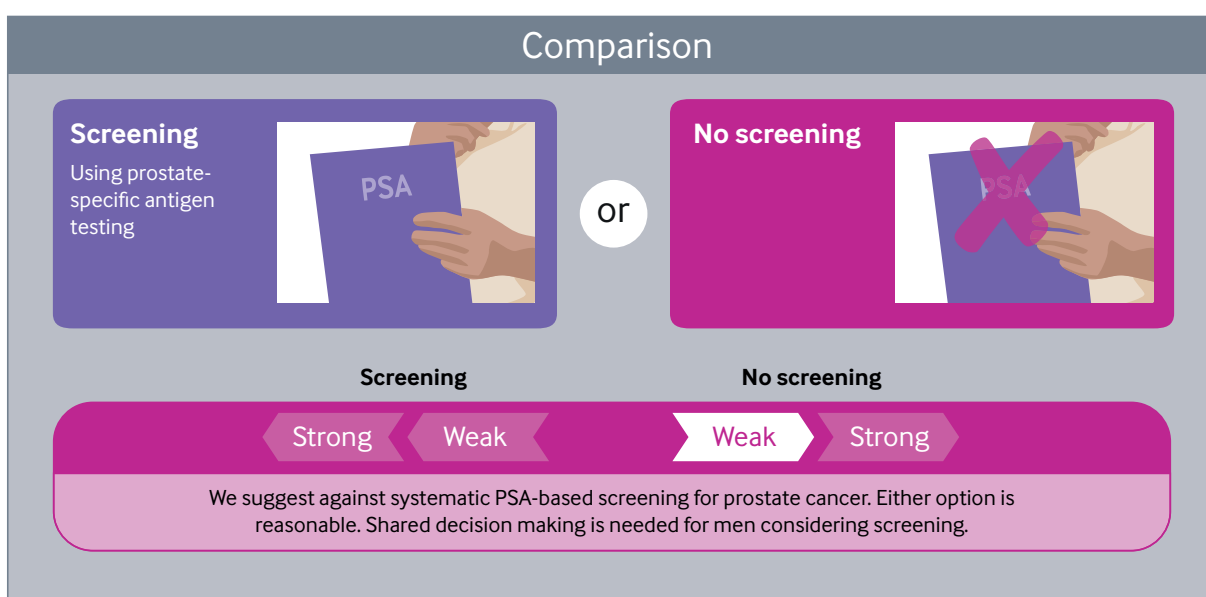 Comparison
Screening
Using prostate-
specific antigen
testing
PSA
or
No screening
PSA
Screening
No screening
Strong
Weak
Weak
Strong
We suggest against systematic PSA-based screening for prostate cancer. Either option is
reasonable. Shared decision making is needed for men considering screening.